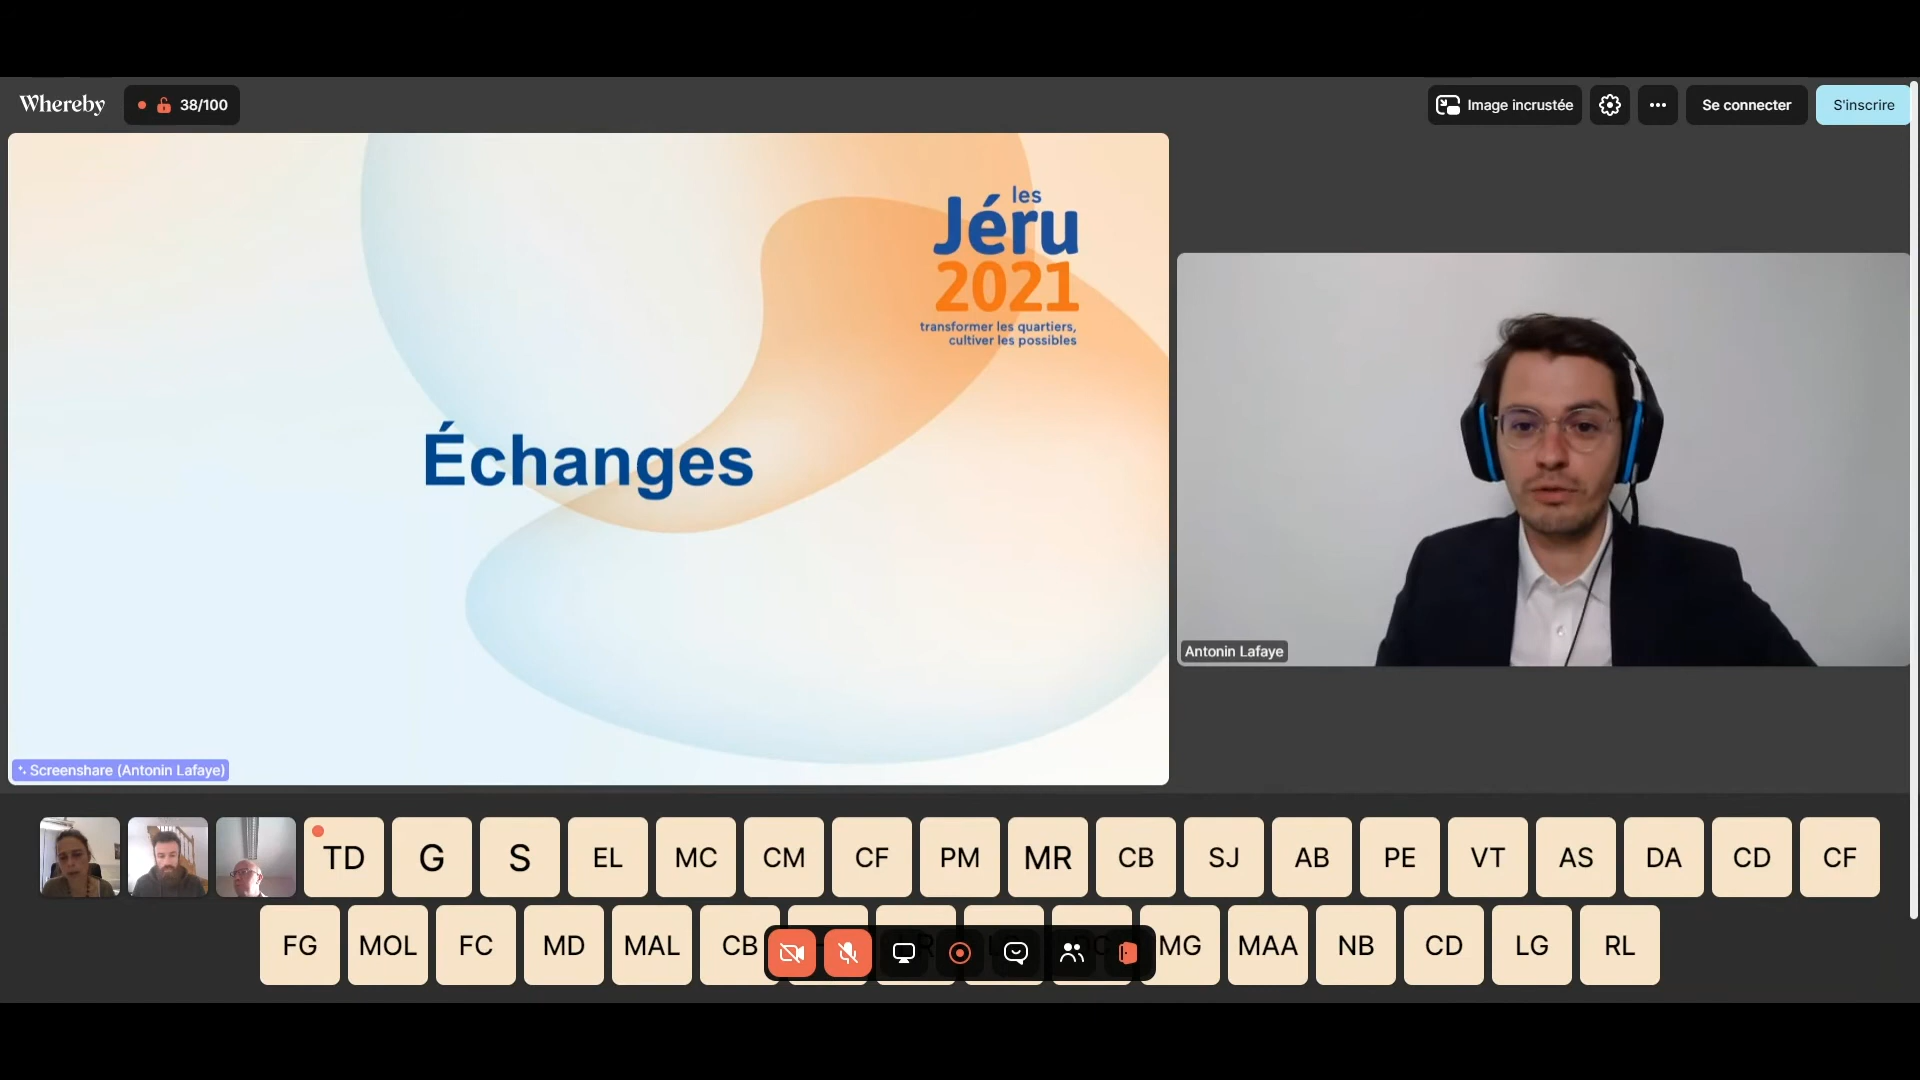 Whereby
38/100
Image incrustée
Se connecter
S'inscrire
les
Jéru
2021
transformer les quartiers,
cultiver les possibles
Échanges
Antonin Lafaye
Screenshare (Antonin Lafaye)
TD G S EL MC CM CF PM MR CB SJ AB PE VT AS DA CD CF
FG MOL FC MD MAL CB MG MAA NB CD LG RL